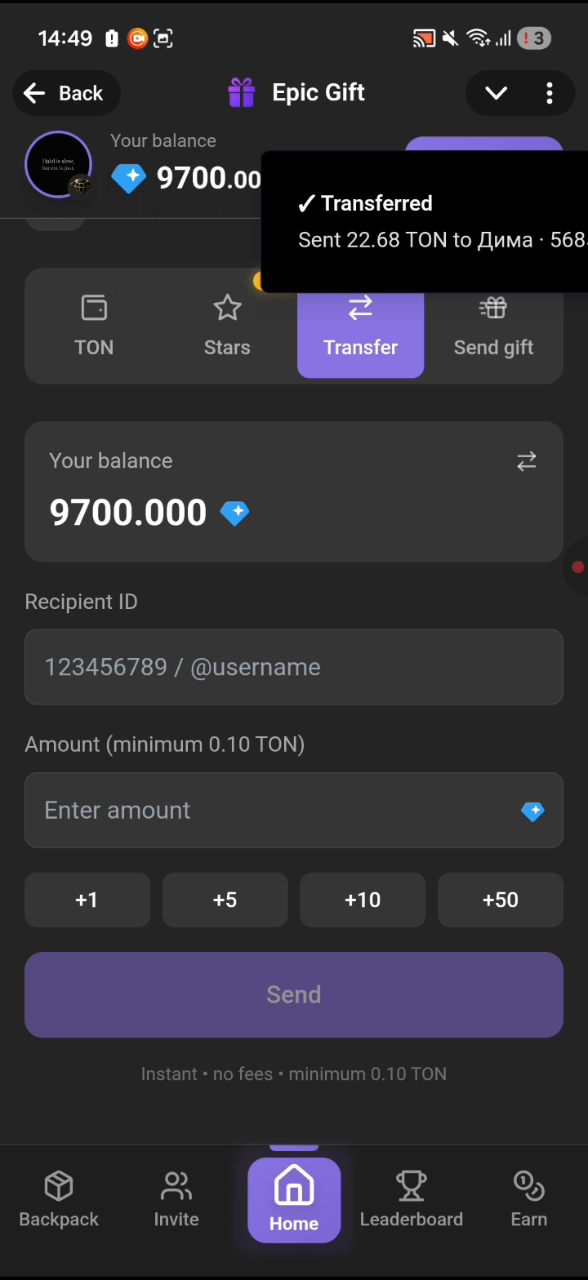 14:49
! 3
Back
Epic Gift
Your balance
9700.00
✓ Transferred
Sent 22.68 TON to Дима · 568
TON
Stars
Transfer
Send gift
Your balance
9700.000
Recipient ID
123456789 / @username
Amount (minimum 0.10 TON)
Enter amount
+1
+5
+10
+50
Send
Instant • no fees • minimum 0.10 TON
Backpack
Invite
Home
Leaderboard
Earn